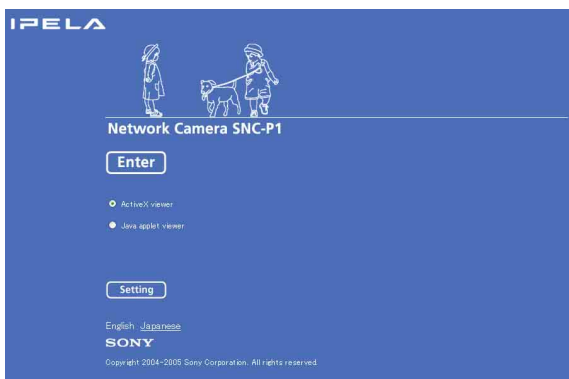 IPELA
Network Camera SNC-P1
Enter
ActiveX viewer
Java applet viewer
Setting
English Japanese
SONY
Copyright 2004-2005 Sony Corporation. All rights reserved.